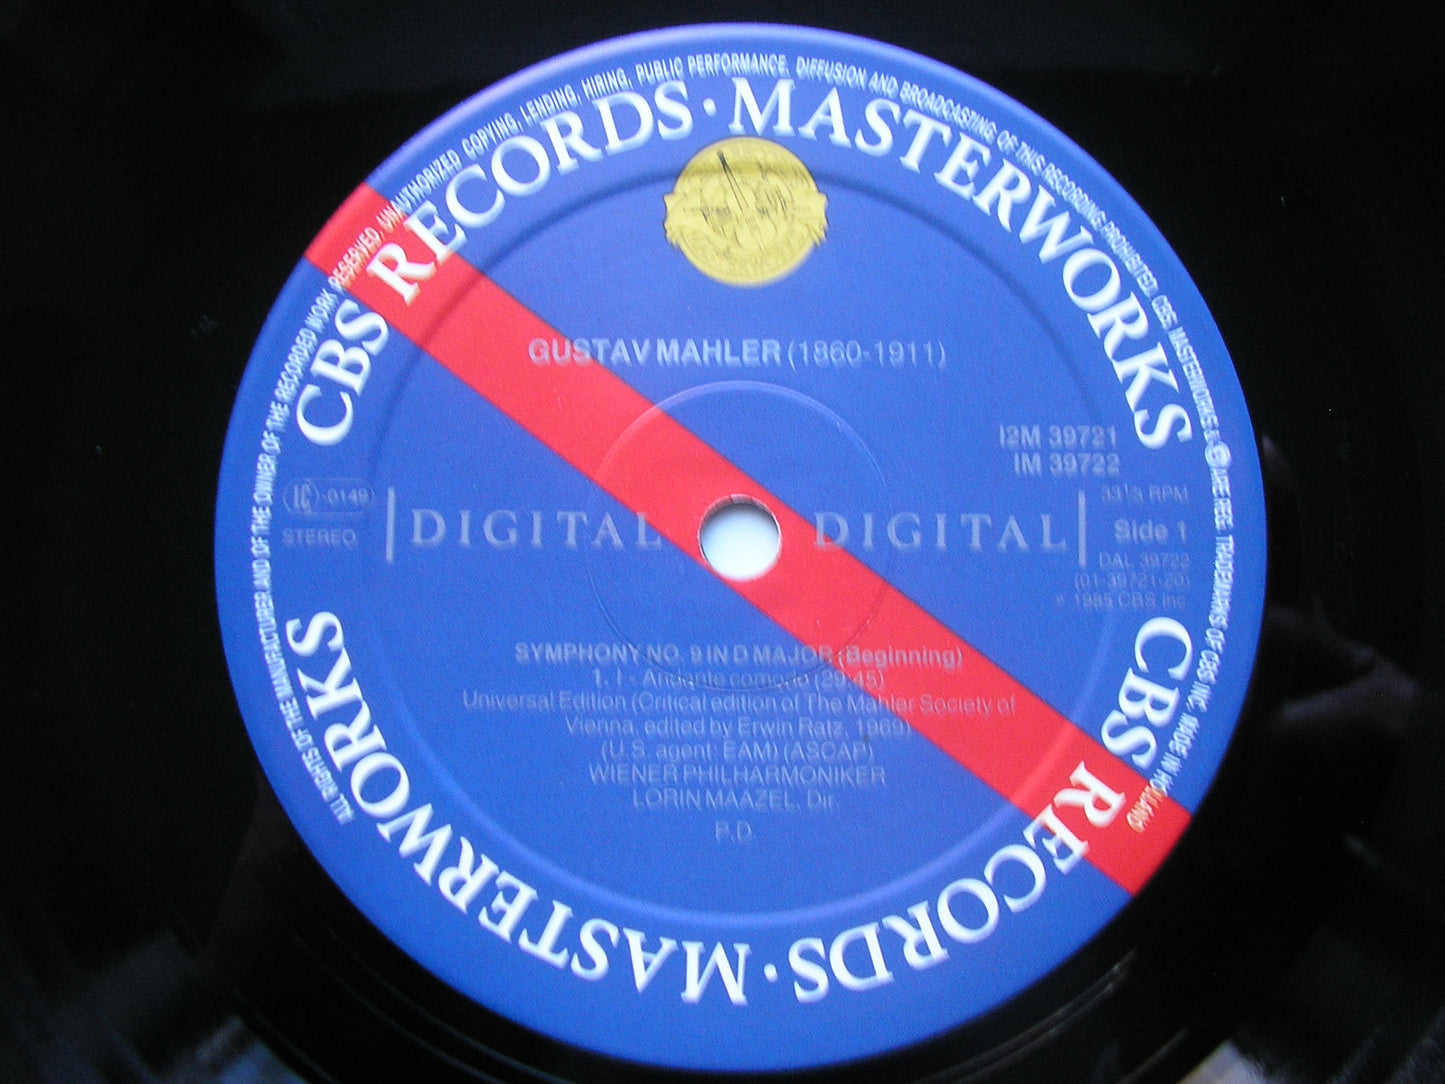 ALL RIGHTS OF THE MANUFACTURER AND OF THE OWNER OF THE RECORDED WORK RESERVED. UNAUTHORIZED COPYING, LENDING, HIRING, PUBLIC PERFORMANCE, DIFFUSION AND BROADCASTING OF THIS RECORDING PROHIBITED. CBS, MASTERWORKS & ARE REG. TRADEMARKS OF CBS INC. MADE IN HOLLAND
CBS RECORDS · MASTERWORKS
CBS RECORDS · MASTERWORKS
GUSTAV MAHLER (1860-1911)
I2M 39721
IM 39722
-0149
STEREO
DIGITAL
DIGITAL
33⅓ RPM
Side 1
DAL 39722
(01-39721-20)
℗ 1985 CBS Inc.
SYMPHONY NO. 9 IN D MAJOR (Beginning)
1. I - Andante comodo (29:45)
Universal Edition (Critical edition of The Mahler Society of
Vienna, edited by Erwin Ratz, 1969)
(U.S. agent: EAM) (ASCAP)
WIENER PHILHARMONIKER
LORIN MAAZEL, Dir.
P.D.